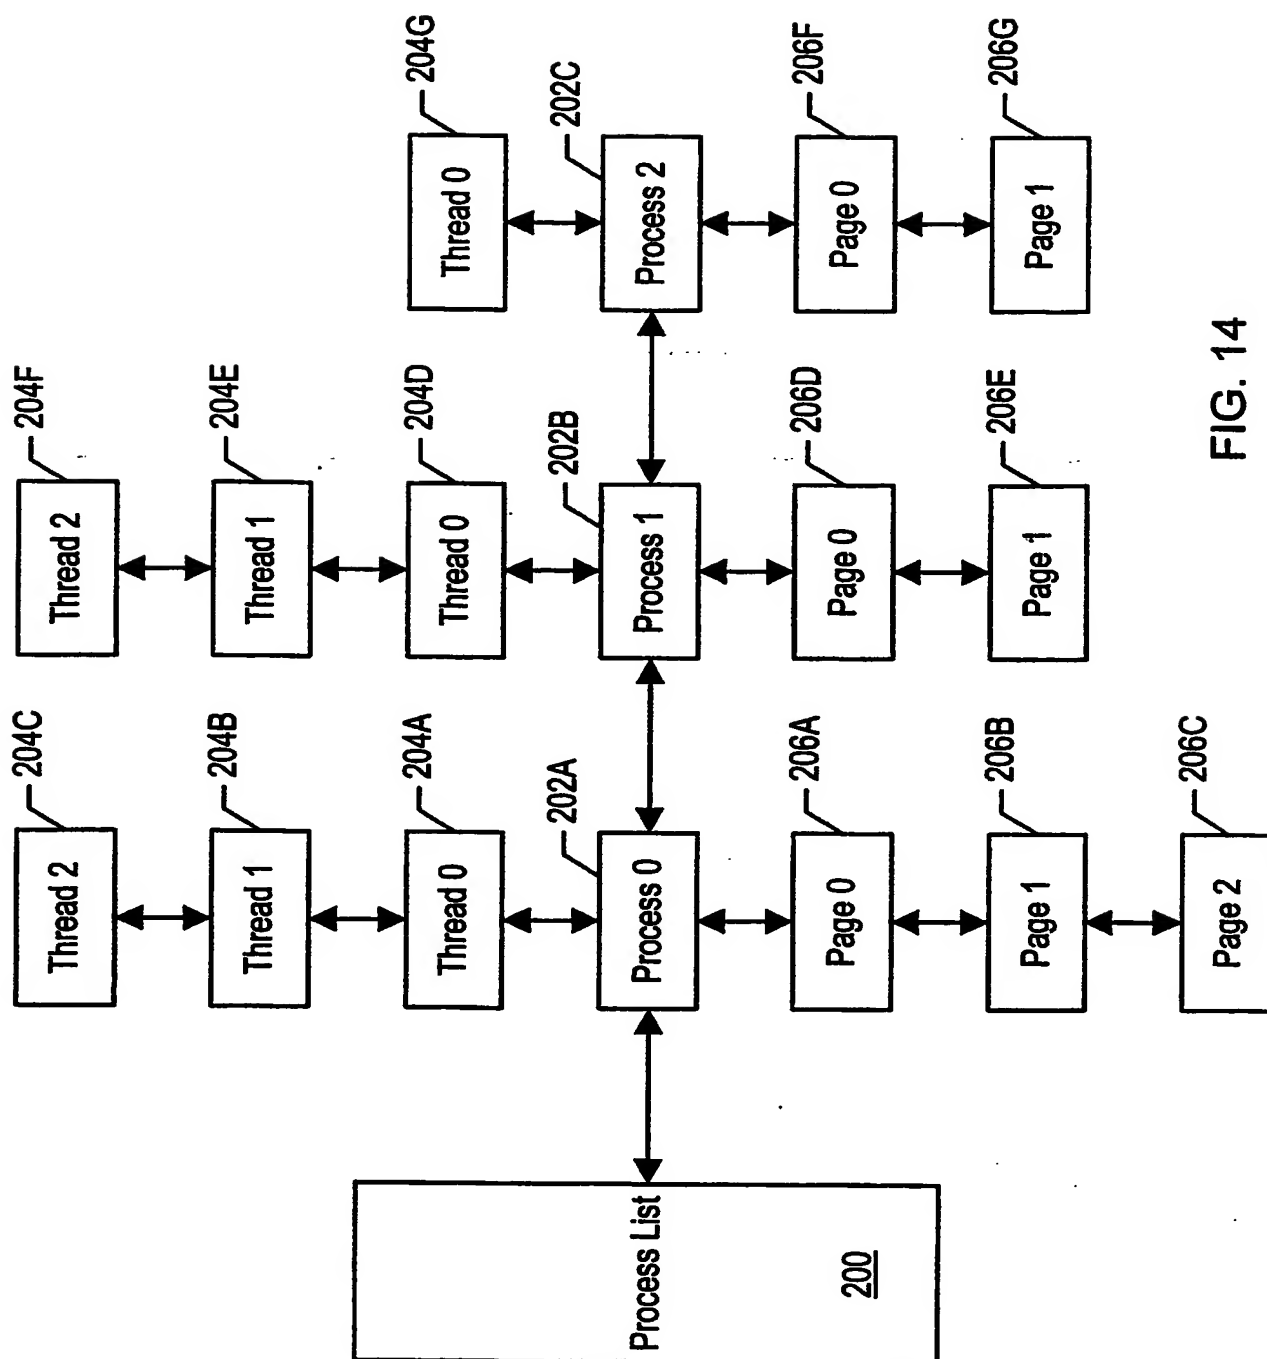 204C
Thread 2
204F
Thread 2
204B
Thread 1
204E
Thread 1
204A
Thread 0
204D
Thread 0
204G
Thread 0
Process List
200
202A
Process 0
202B
Process 1
202C
Process 2
206A
Page 0
206D
Page 0
206F
Page 0
206B
Page 1
206E
Page 1
206G
Page 1
206C
Page 2
FIG. 14